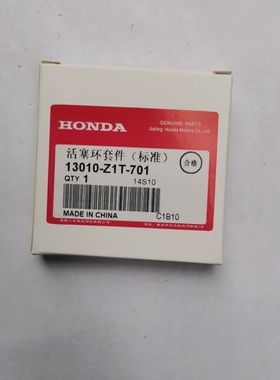 GENUINE PARTS
Jialing-Honda Motors Co.,Ltd
HONDA
活塞环套件（标准）
合格
13010-Z1T-701
QTY 1
14S10
MADE IN CHINA
C1B10